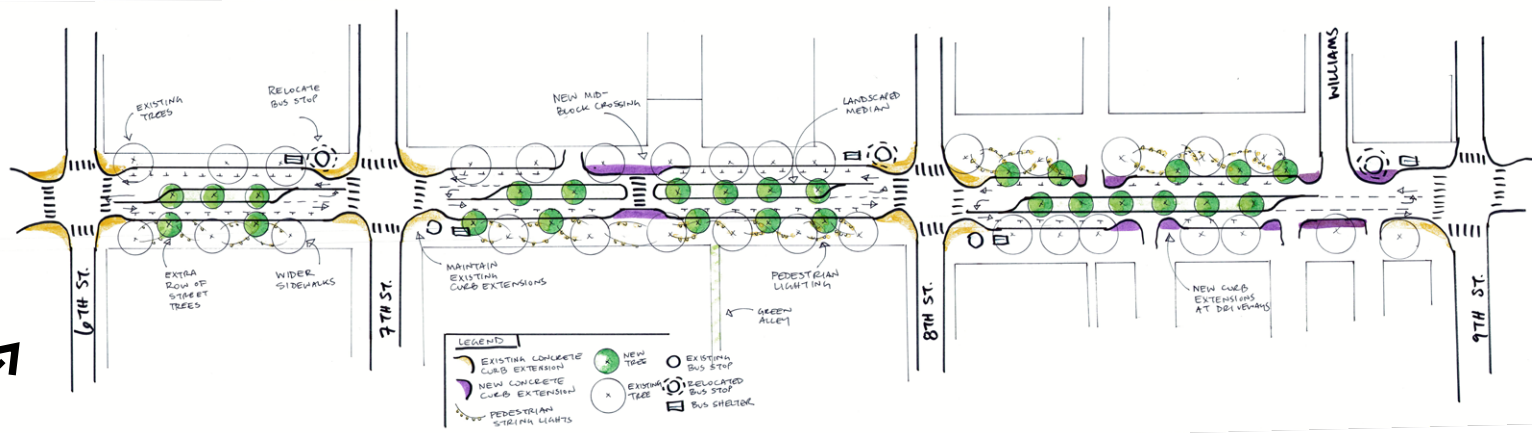 EXISTING
TREES
RELOCATE
BUS STOP
NEW MID-
BLOCK CROSSING
LANDSCAPED
MEDIAN
WILLIAMS
6TH ST.
EXTRA
ROW OF
STREET
TREES
WIDER
SIDEWALKS
7TH ST.
MAINTAIN
EXISTING
CURB EXTENSIONS
GREEN
ALLEY
PEDESTRIAN
LIGHTING
8TH ST.
NEW CURB
EXTENSIONS
AT DRIVEWAYS
9TH ST.
LEGEND
EXISTING CONCRETE
CURB EXTENSION
NEW CONCRETE
CURB EXTENSION
PEDESTRIAN
STRING LIGHTS
NEW
TREE
EXISTING
TREE
EXISTING
BUS STOP
RELOCATED
BUS STOP
BUS SHELTER